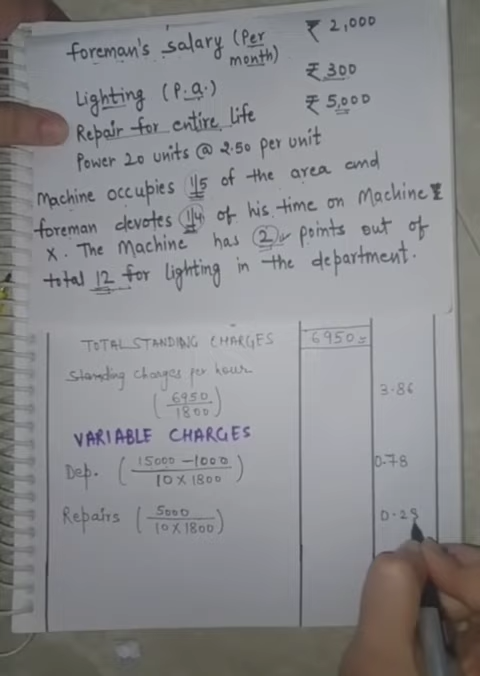 foreman's salary (Per month) ₹ 2,000
Lighting (P.a.) ₹ 300
Repair for entire life ₹ 5,000
Power 20 units @ 2.50 per unit
Machine occupies 1/5 of the area and
foreman devotes 1/4 of his time on Machine
X. The Machine has 2 points out of
total 12 for lighting in the department.
TOTAL STANDING CHARGES 6950=
Standing Charges per hour
(6950/1800) 3.86
VARIABLE CHARGES
Dep. (15000-1000/10×1800) 0.78
Repairs (5000/10×1800) 0.28